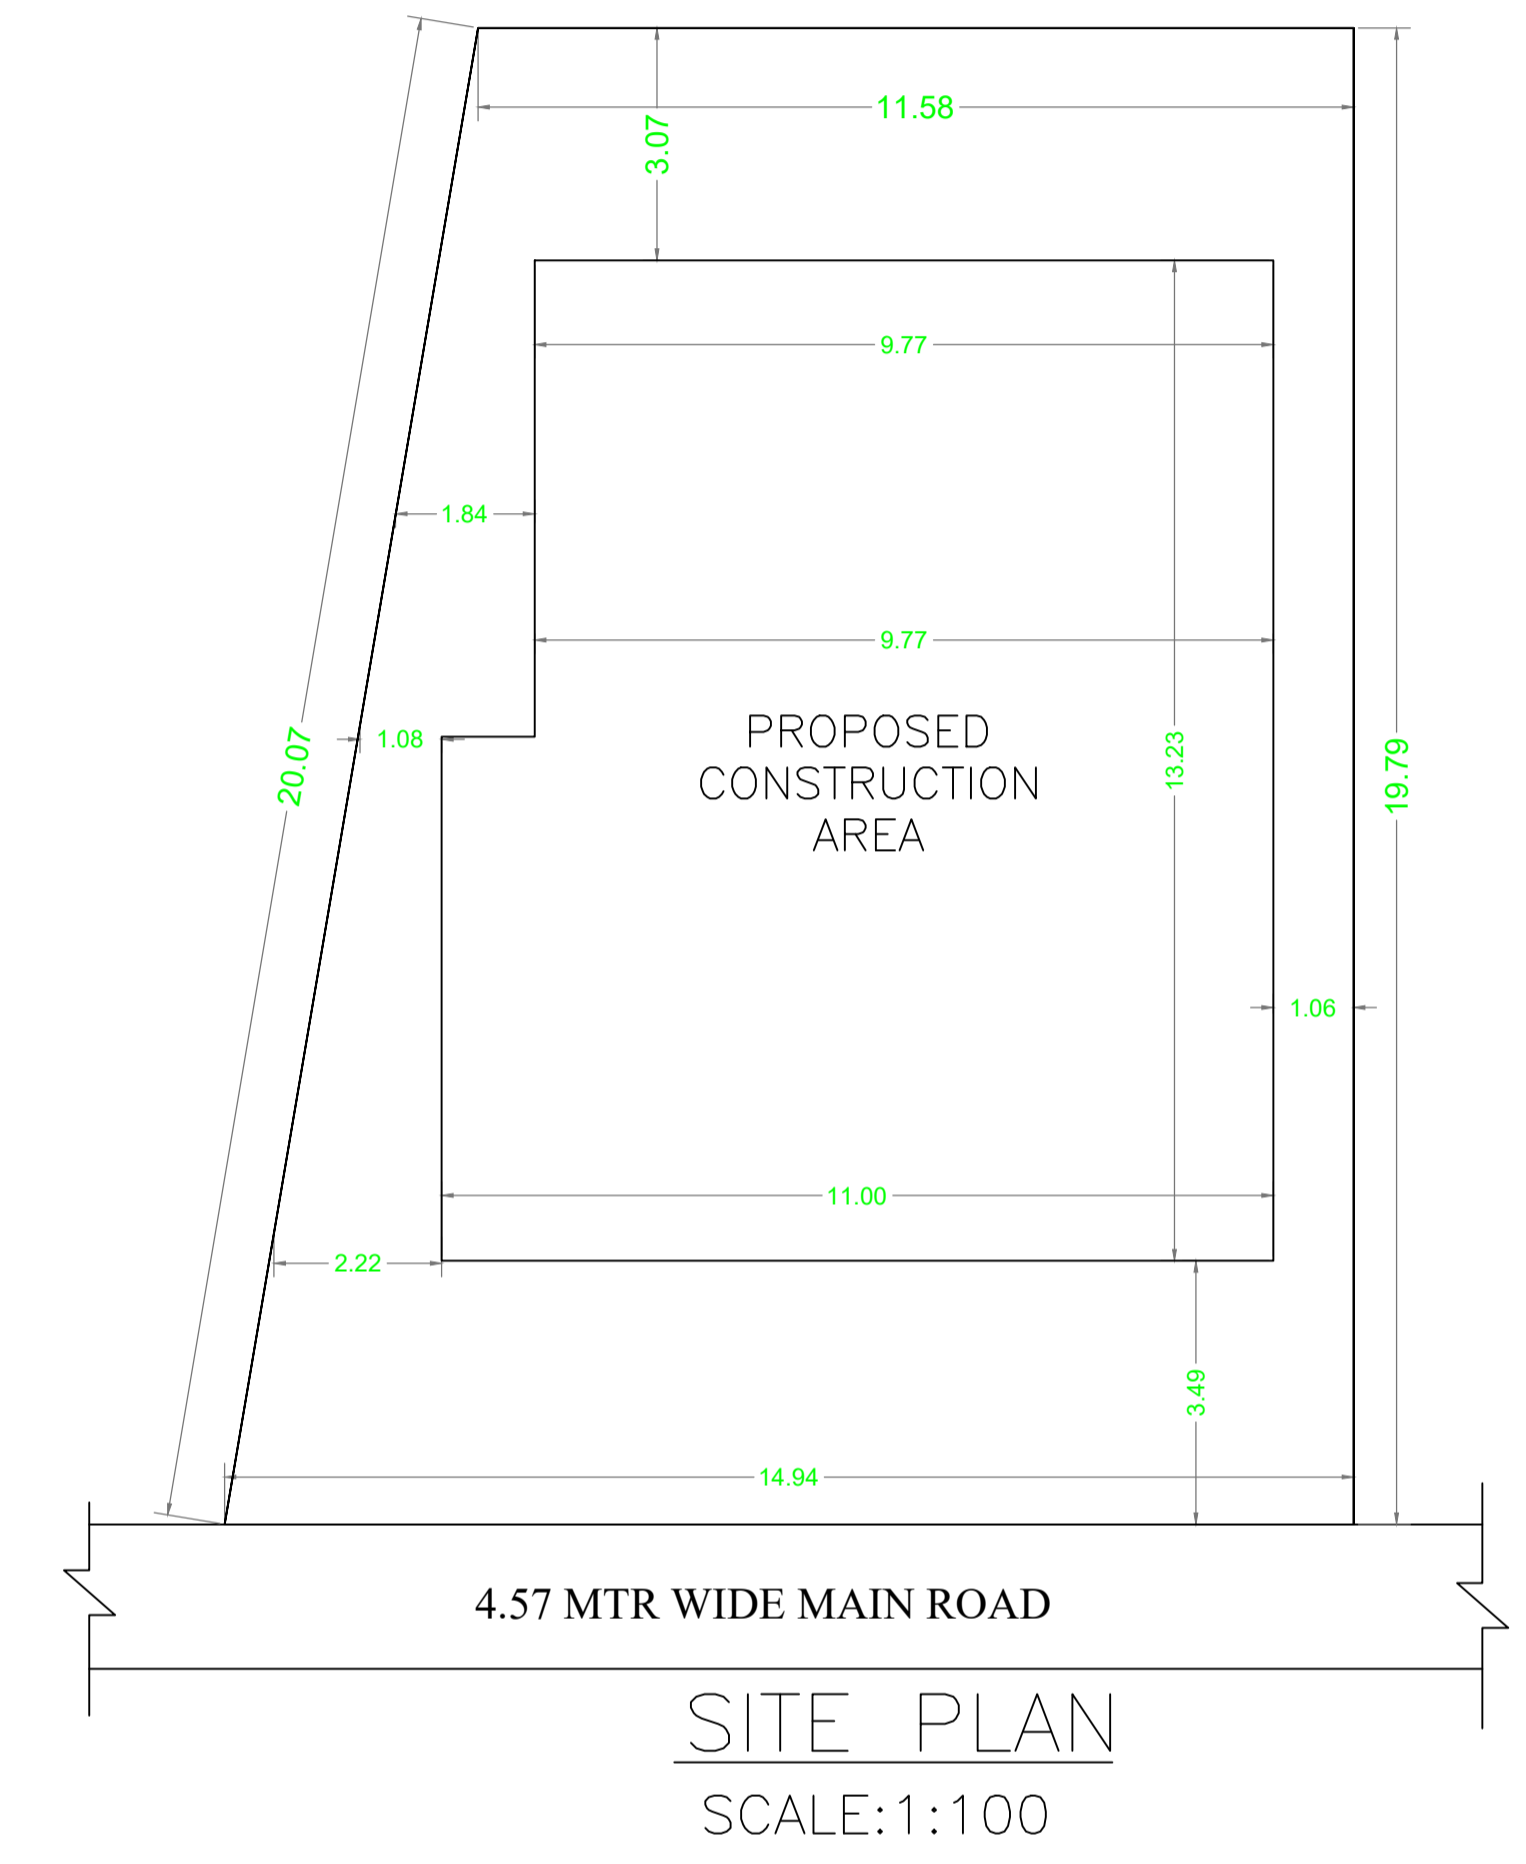 11.58
3.07
9.77
1.84
9.77
1.08
PROPOSED
CONSTRUCTION
AREA
13.23
20.07
19.79
1.06
11.00
2.22
3.49
14.94
4.57 MTR WIDE MAIN ROAD
SITE PLAN
SCALE:1:100